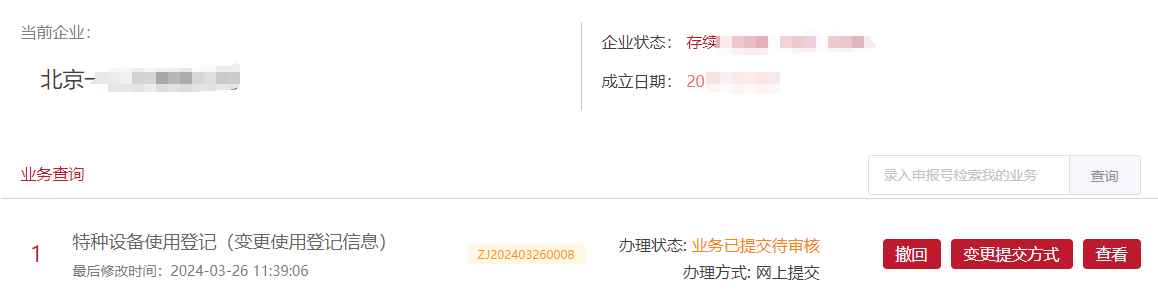 当前企业：
北京
企业状态： 存续
成立日期： 20
业务查询
录入申报号检索我的业务 查询
1
特种设备使用登记（变更使用登记信息）
最后修改时间：2024-03-26 11:39:06
ZJ202403260008
办理状态: 业务已提交待审核
办理方式: 网上提交
撤回 变更提交方式 查看